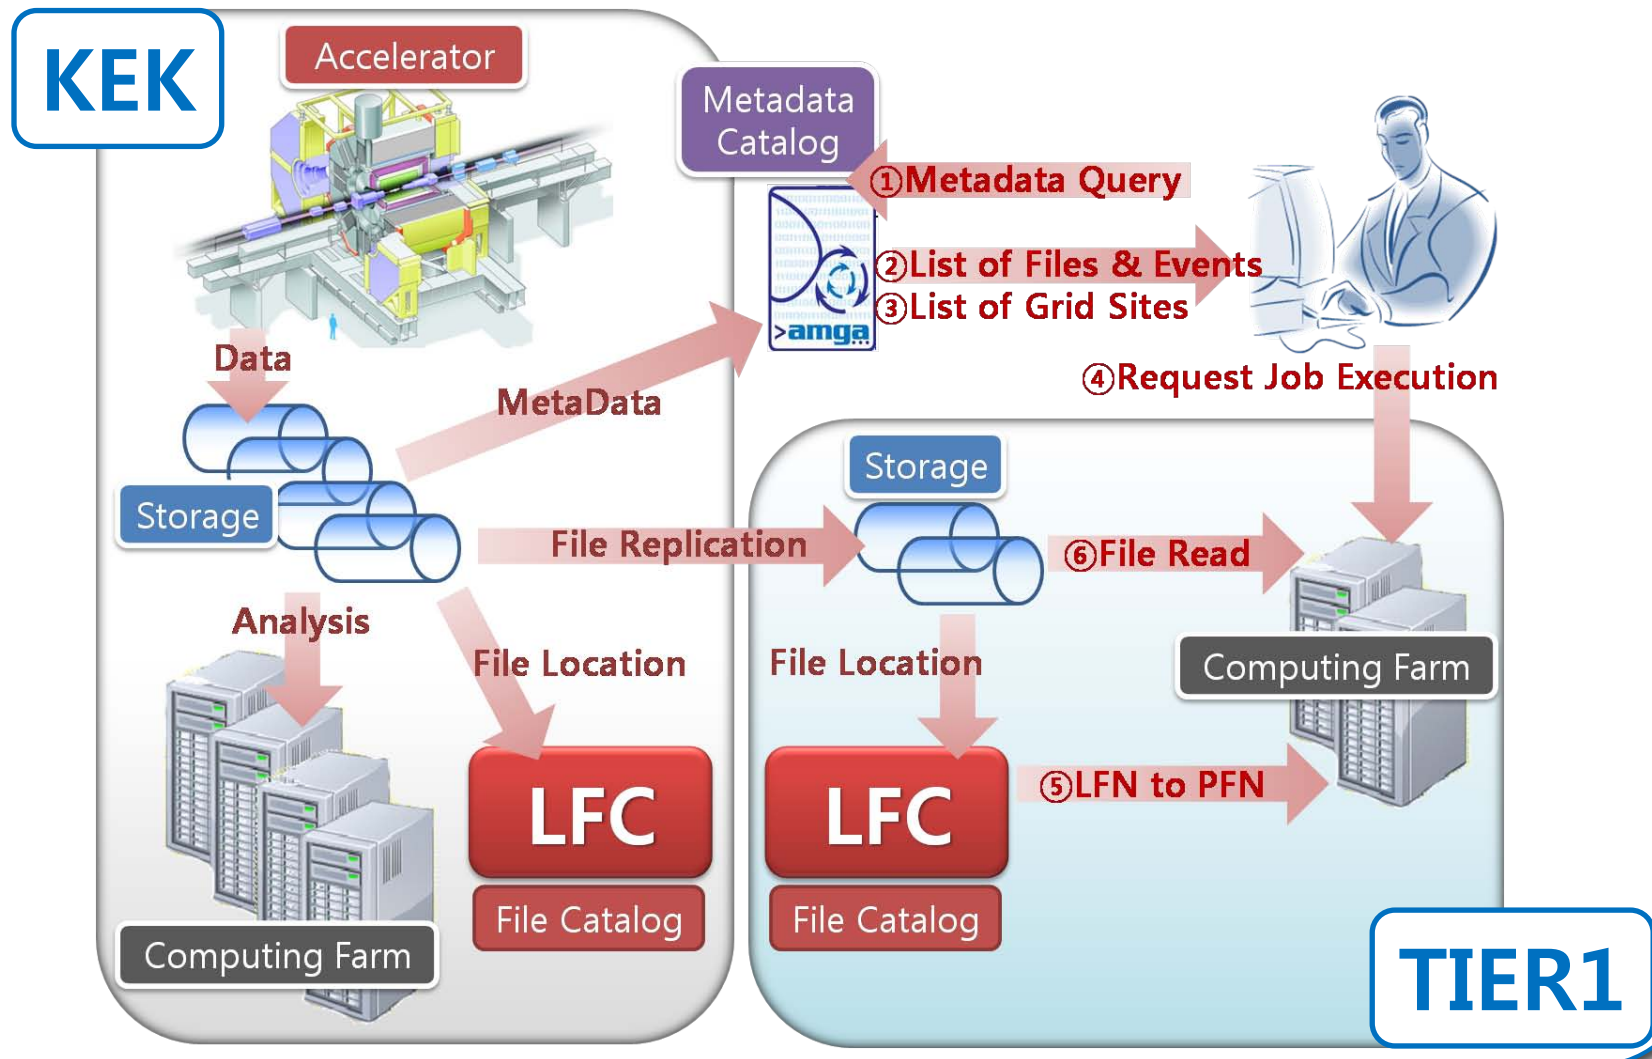 KEK
Accelerator
Metadata
Catalog
①Metadata Query
②List of Files & Events
③List of Grid Sites
>amga...
Data
MetaData
④Request Job Execution
Storage
Storage
File Replication
⑥File Read
Analysis
File Location
File Location
Computing Farm
LFC
LFC
⑤LFN to PFN
File Catalog
File Catalog
Computing Farm
TIER1